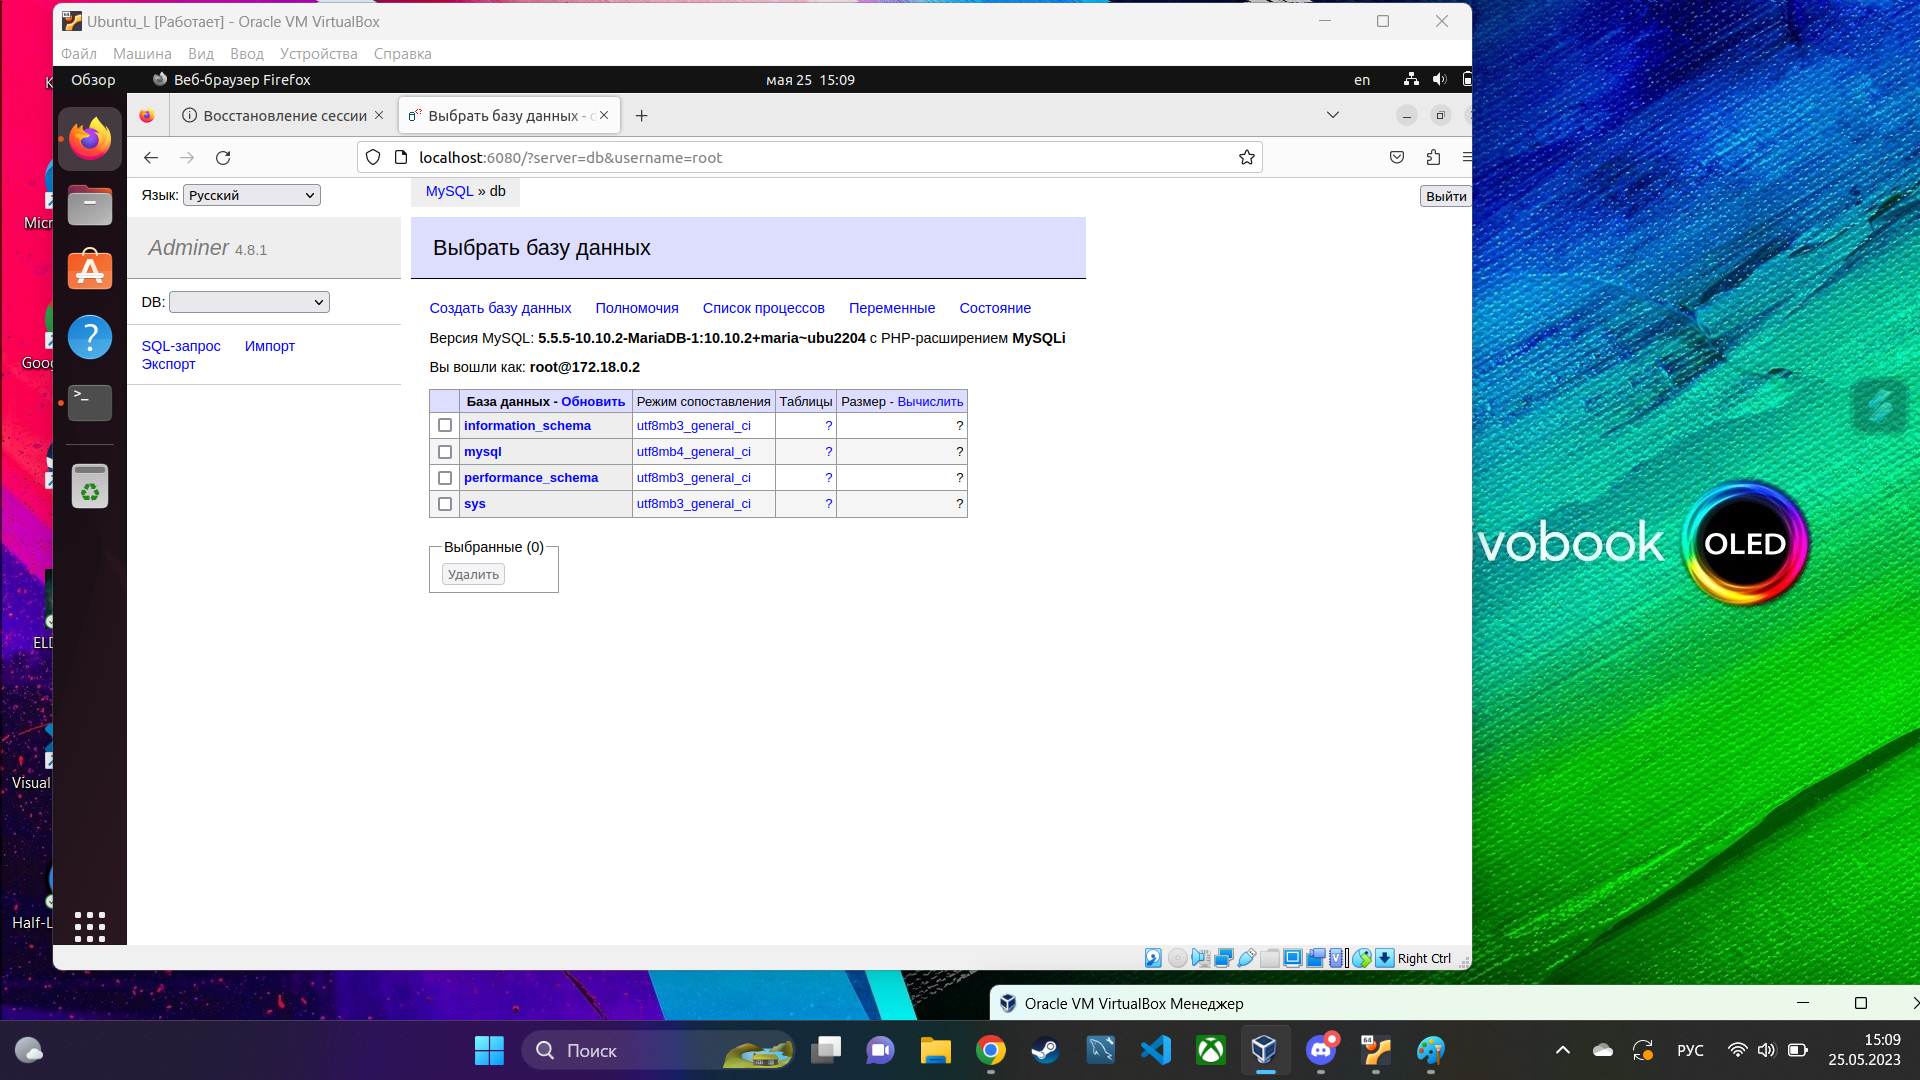 Ubuntu_L [Работает] - Oracle VM VirtualBox
Файл Машина Вид Ввод Устройства Справка
Обзор Веб-браузер Firefox мая 25 15:09 en
Восстановление сессии Выбрать базу данных -
localhost:6080/?server=db&username=root
Язык: Русский MySQL » db Выйти
Adminer 4.8.1 Выбрать базу данных
DB:
Создать базу данных Полномочия Список процессов Переменные Состояние
SQL-запрос Импорт
Экспорт
Версия MySQL: 5.5.5-10.10.2-MariaDB-1:10.10.2+maria~ubu2204 с PHP-расширением MySQLi
Вы вошли как: root@172.18.0.2
База данных - Обновить Режим сопоставления Таблицы Размер - Вычислить
information_schema utf8mb3_general_ci ? ?
mysql utf8mb4_general_ci ? ?
performance_schema utf8mb3_general_ci ? ?
sys utf8mb3_general_ci ? ?
Выбранные (0)
Удалить
Micr
Goog
ELD
Visual
Half-L
vobook OLED
Right Ctrl
Oracle VM VirtualBox Менеджер
Поиск
64
РУС
15:09
25.05.2023